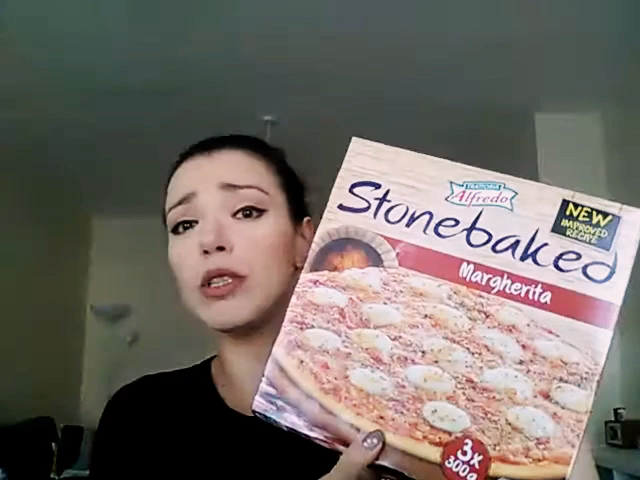 TRATTORIA
Alfredo
Stonebaked
NEW
IMPROVED
RECIPE
Margherita
3x
300g